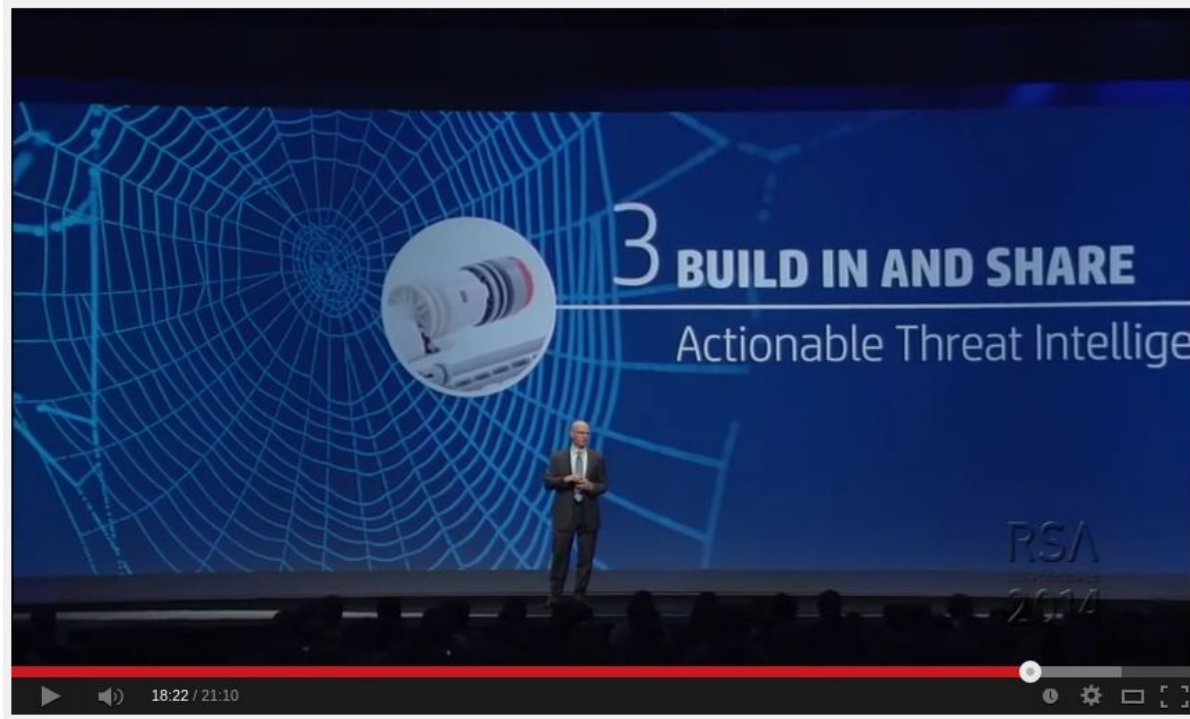 3 BUILD IN AND SHARE
Actionable Threat Intellige
RSA
2014
18:22 / 21:10